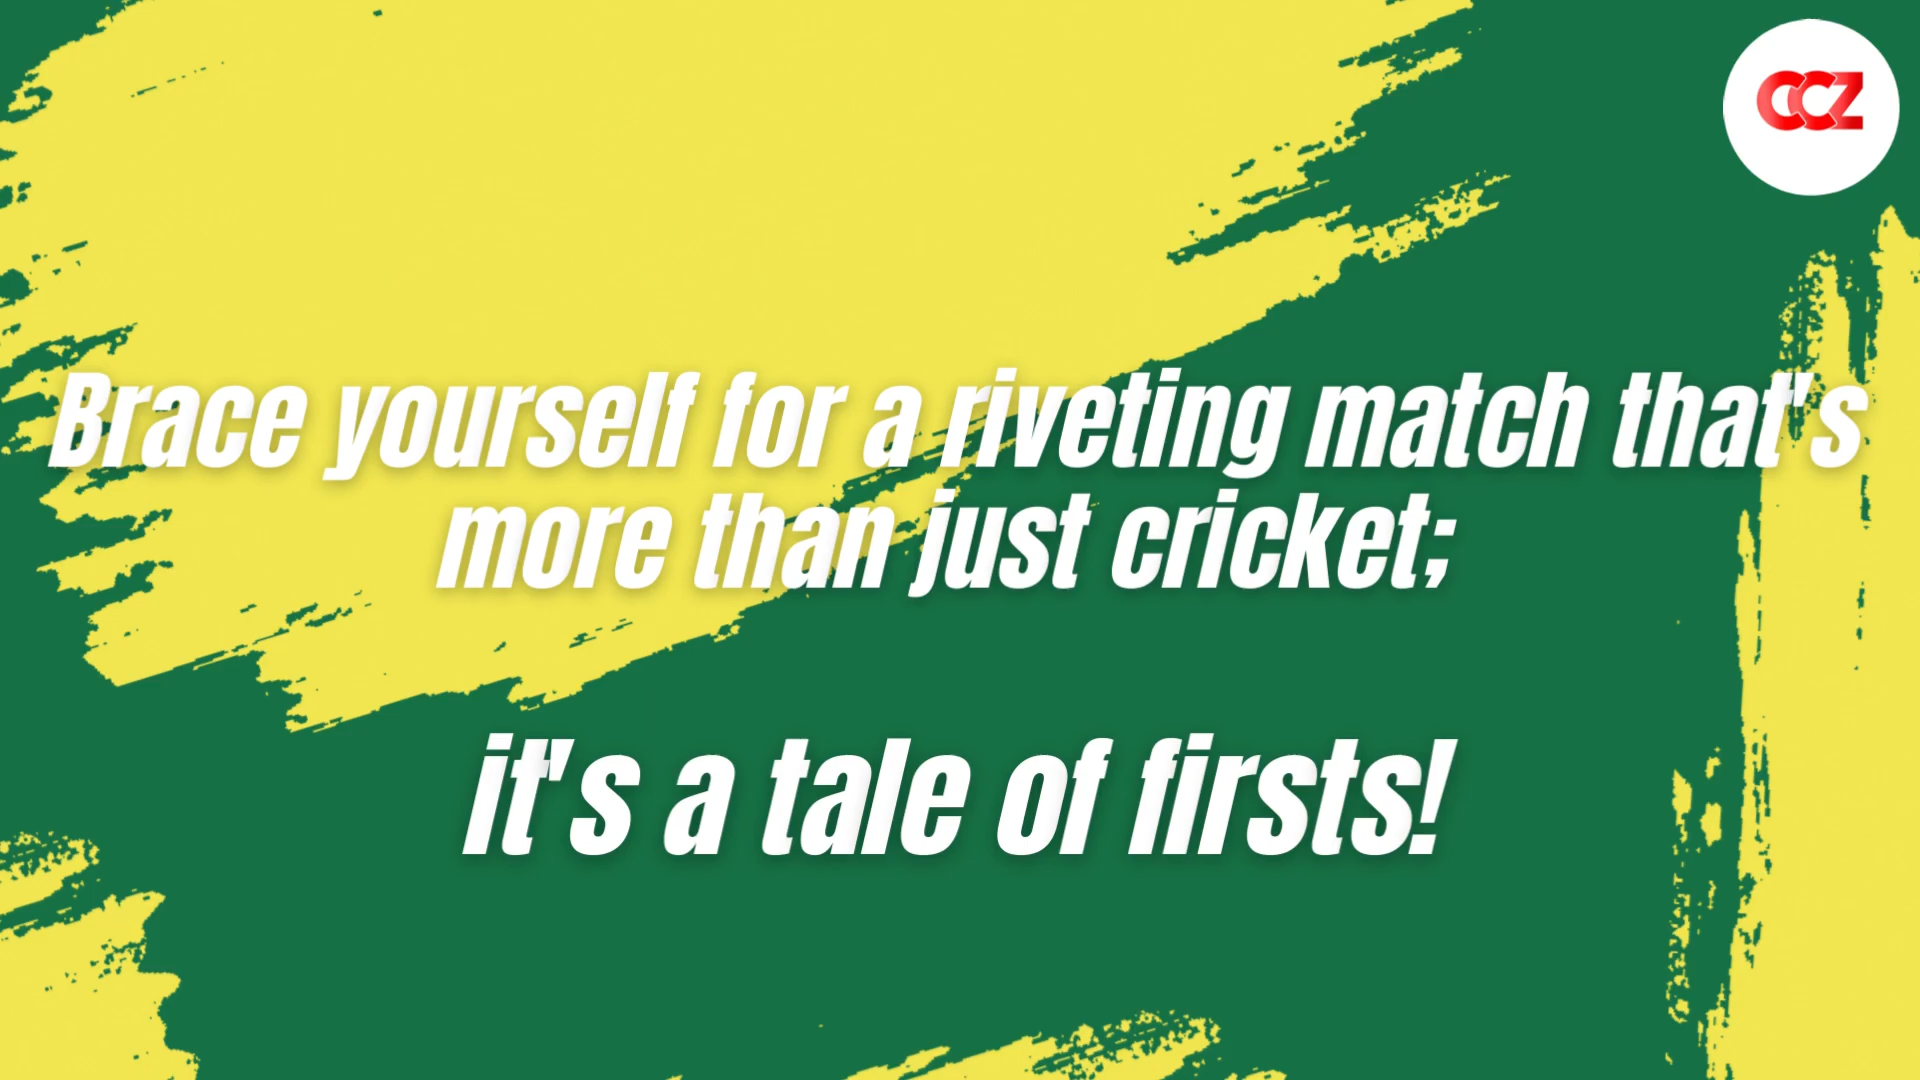 CCZ
Brace yourself for a riveting match that's
more than just cricket;
it's a tale of firsts!